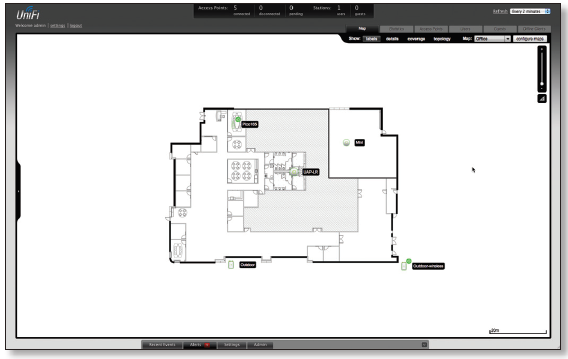 UniFi
Access Points: 5 0 0 Stations: 1 0
connected disconnected pending users guests
Refresh: Every 2 minutes
Welcome admin | settings | logout
Map
Show: labels details coverage topology Map: Office configure maps
Pico155
Mini
UAP-LR
Outdoor
Outdoor-wireless
20m
Recent Events Alerts Settings Admin